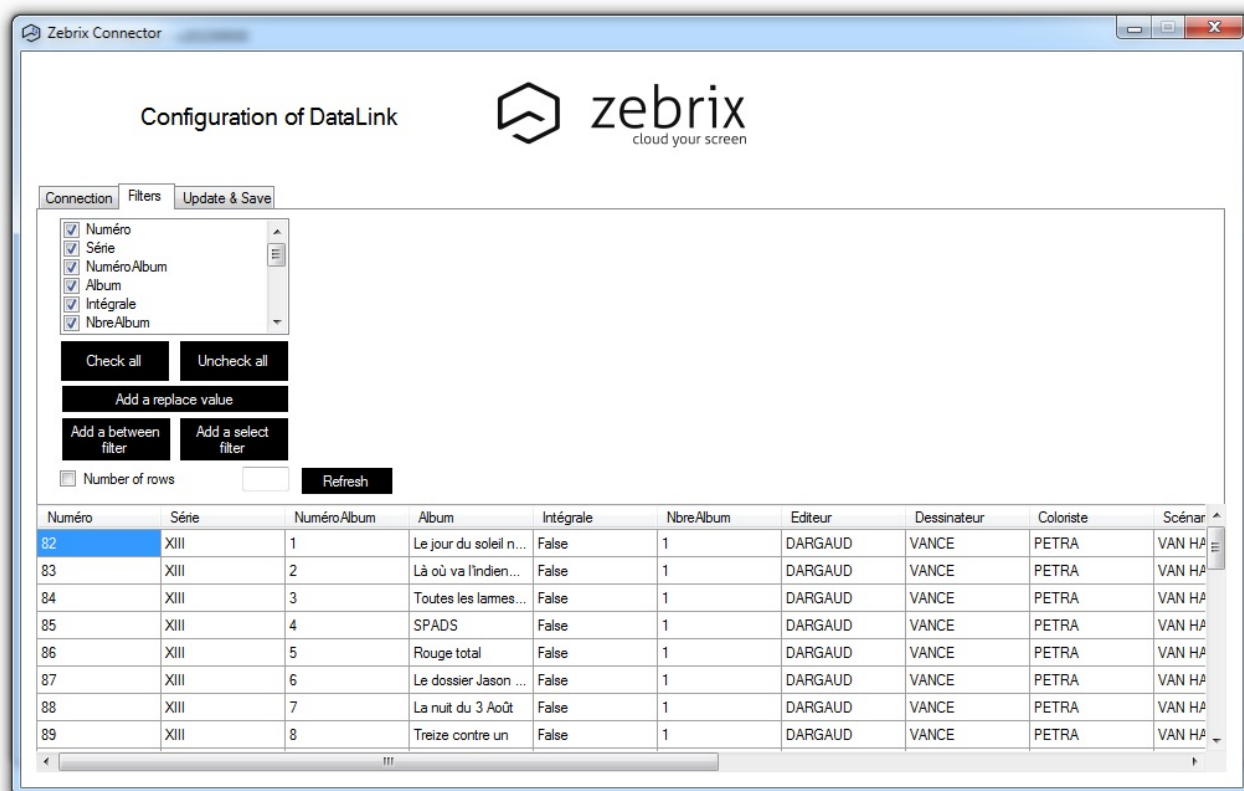 Zebrix Connector
Configuration of DataLink
zebrix
cloud your screen
Connection Filters Update & Save
Numéro
Série
NuméroAlbum
Album
Intégrale
NbreAlbum
Check all Uncheck all
Add a replace value
Add a between filter Add a select filter
Number of rows Refresh
Numéro Série NuméroAlbum Album Intégrale NbreAlbum Editeur Dessinateur Coloriste Scénar
82 XIII 1 Le jour du soleil n... False 1 DARGAUD VANCE PETRA VAN HA
83 XIII 2 Là où va l'indien... False 1 DARGAUD VANCE PETRA VAN HA
84 XIII 3 Toutes les larmes... False 1 DARGAUD VANCE PETRA VAN HA
85 XIII 4 SPADS False 1 DARGAUD VANCE PETRA VAN HA
86 XIII 5 Rouge total False 1 DARGAUD VANCE PETRA VAN HA
87 XIII 6 Le dossier Jason ... False 1 DARGAUD VANCE PETRA VAN HA
88 XIII 7 La nuit du 3 Août False 1 DARGAUD VANCE PETRA VAN HA
89 XIII 8 Treize contre un False 1 DARGAUD VANCE PETRA VAN HA